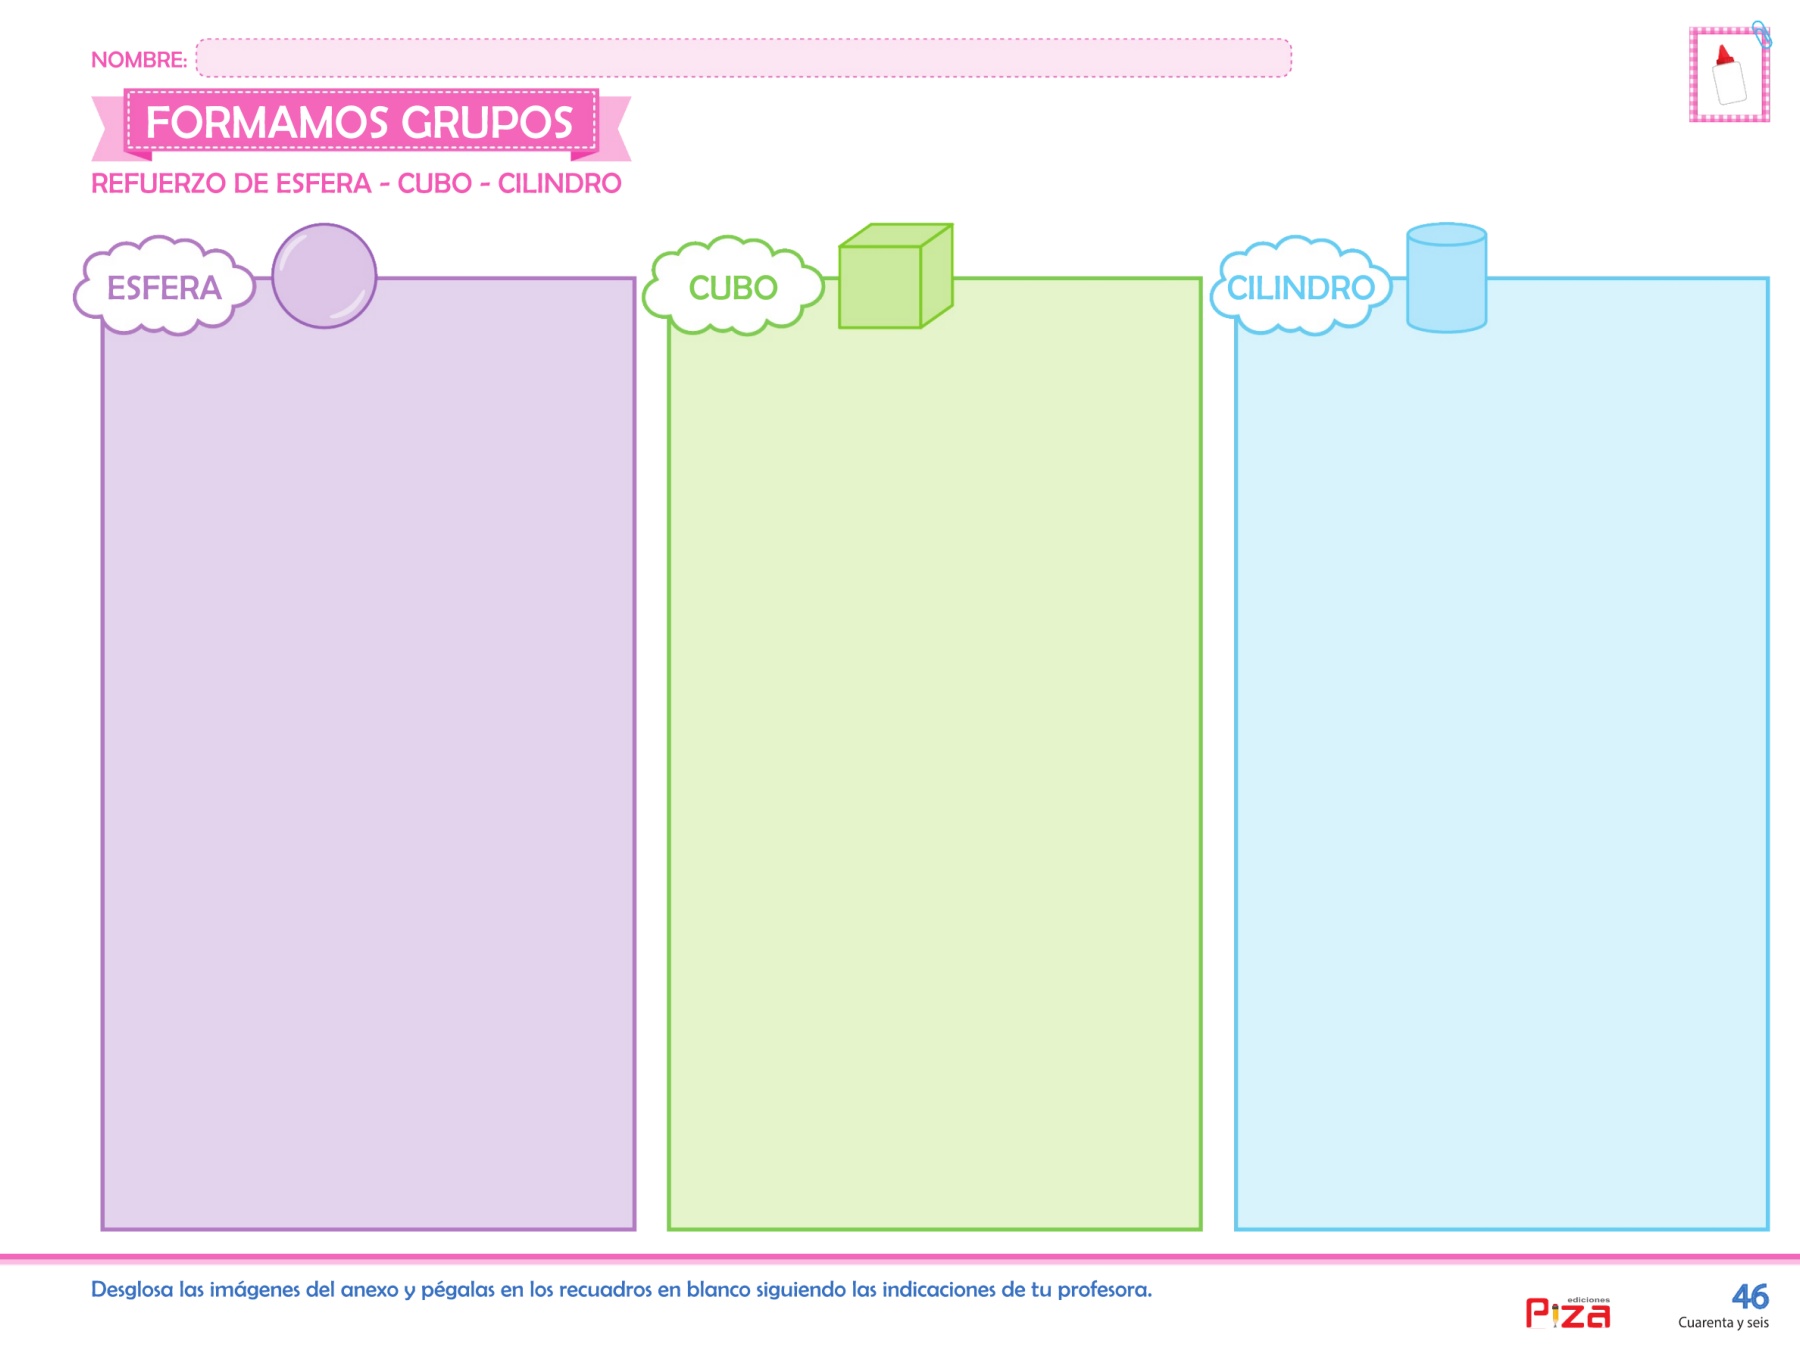 NOMBRE:
FORMAMOS GRUPOS
REFUERZO DE ESFERA - CUBO - CILINDRO
ESFERA
CUBO
CILINDRO
Desglosa las imágenes del anexo y pégalas en los recuadros en blanco siguiendo las indicaciones de tu profesora.
ediciones
Piza
46
Cuarenta y seis